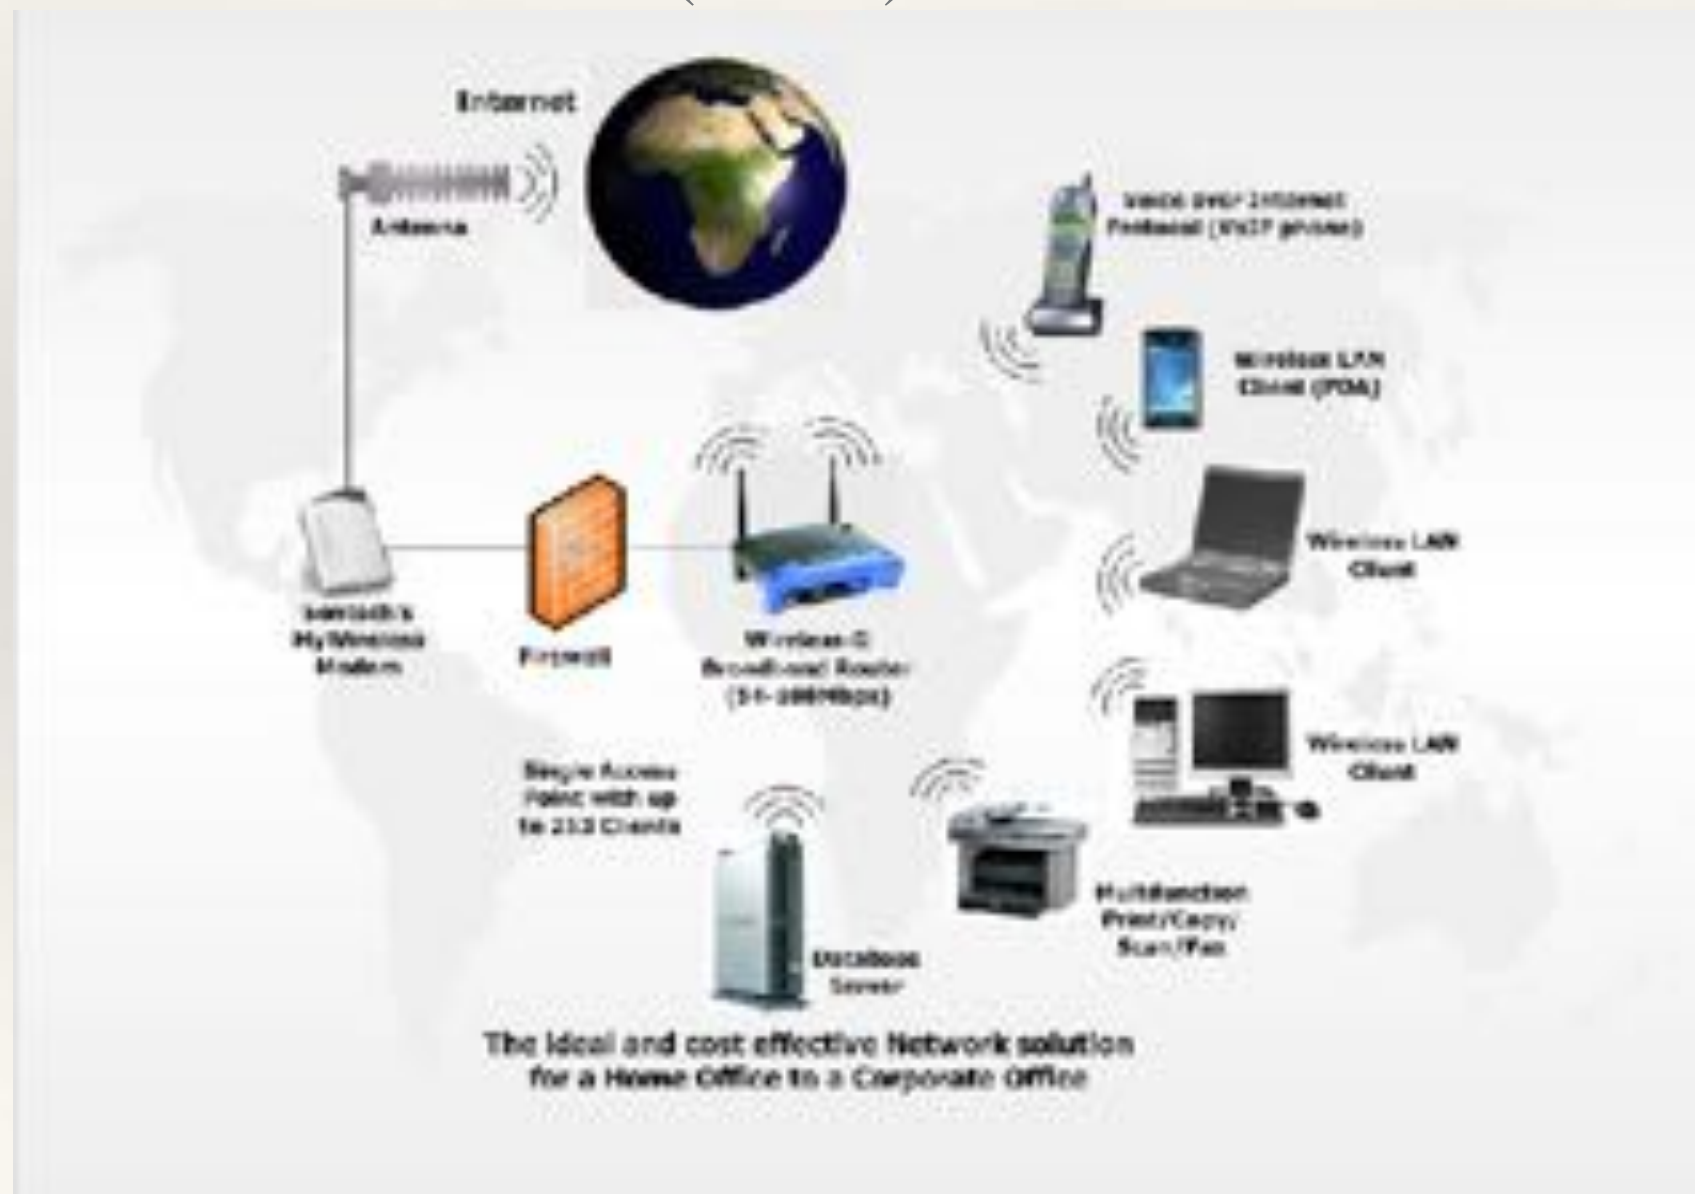 Internet
Antenna
Voice over Internet
Protocol (VoIP phone)
Wireless LAN
Client (PDA)
Wireless LAN
Client
MyWireless
Modem
Firewall
Wireless-G
Broadband Router
Wireless LAN
Client
Single Access
Point with up
Clients
Multifunction
Print/Copy/
Scan/Fax
Database
Server
The ideal and cost effective Network solution
for a Home Office to a Corporate Office